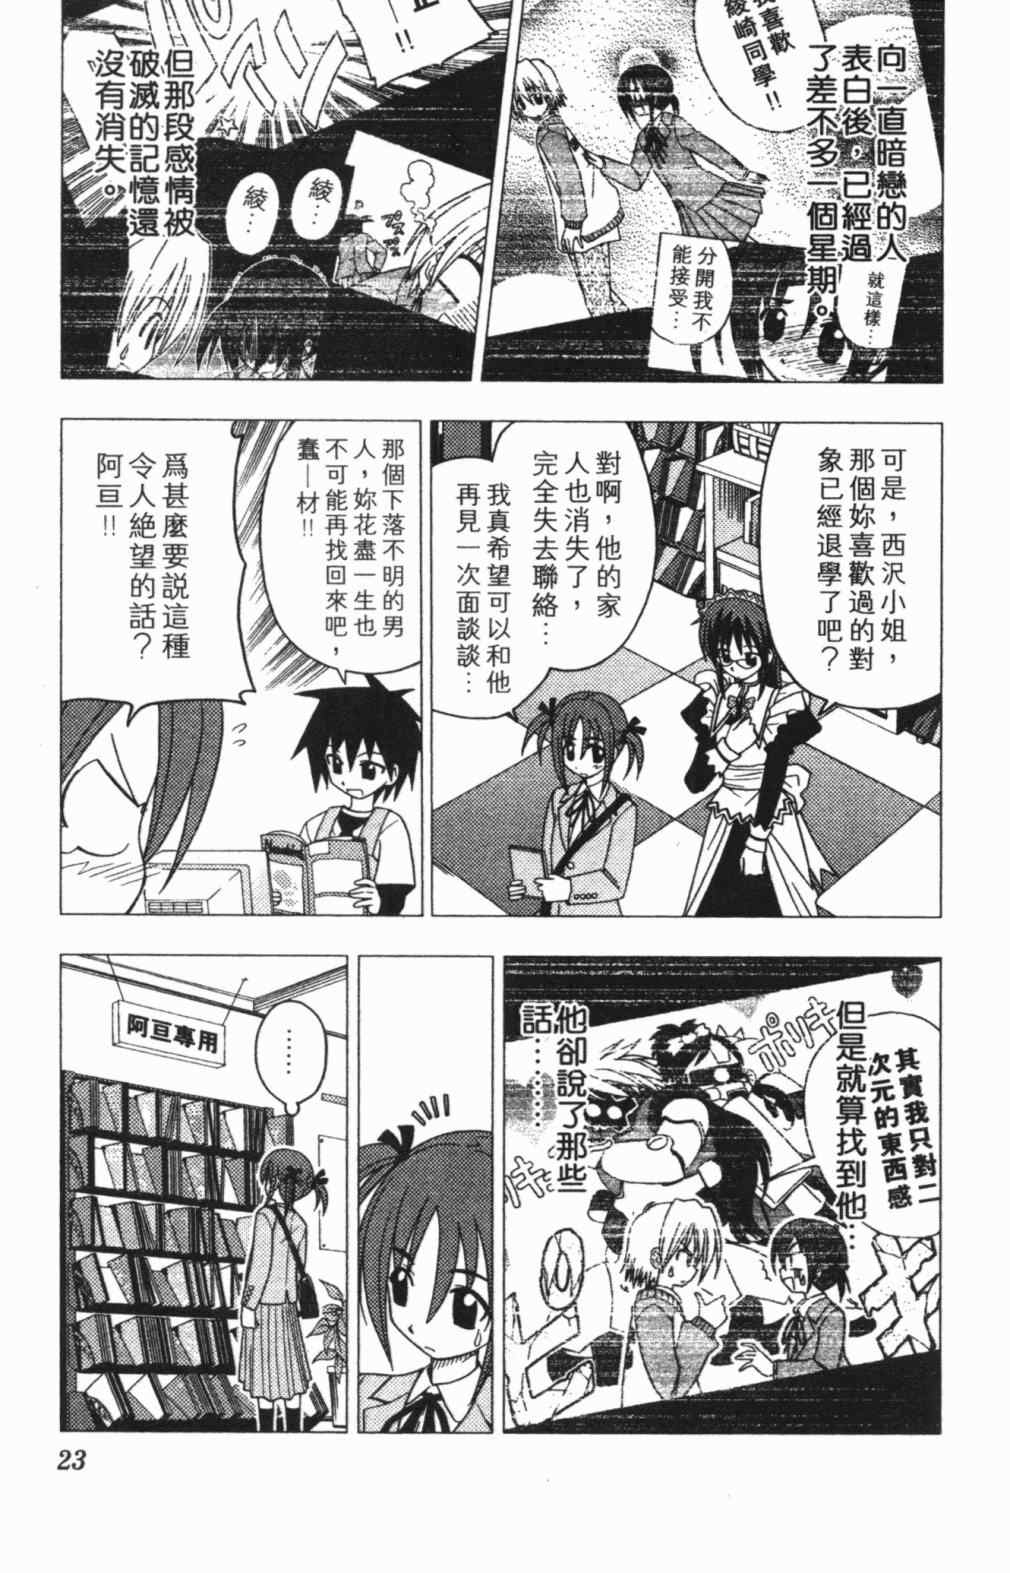 向一直暗戀的人
表白後，已經過
了差不多一個星期。
我喜歡
綾崎同學!!
就這樣…
分開我不
能接受…
!!
綾…
綾…
但那段感情被
破滅的記憶還
沒有消失。
可是，西沢小姐，
那個妳喜歡過的對
象已經退學了吧？
對啊，他的家
人也消失了，
完全失去聯絡…
我真希望可以和他
再見一次面談談…
那個下落不明的男
人，妳花盡一生也
不可能再找回來吧，
蠢—材!!
爲甚麼要說這種
令人絕望的話？
阿亘!!
其實我只對二
次元的東西感
但是就算找到他…
ポリキ
リキ
他卻說了那些
話………
………
阿亘專用
23